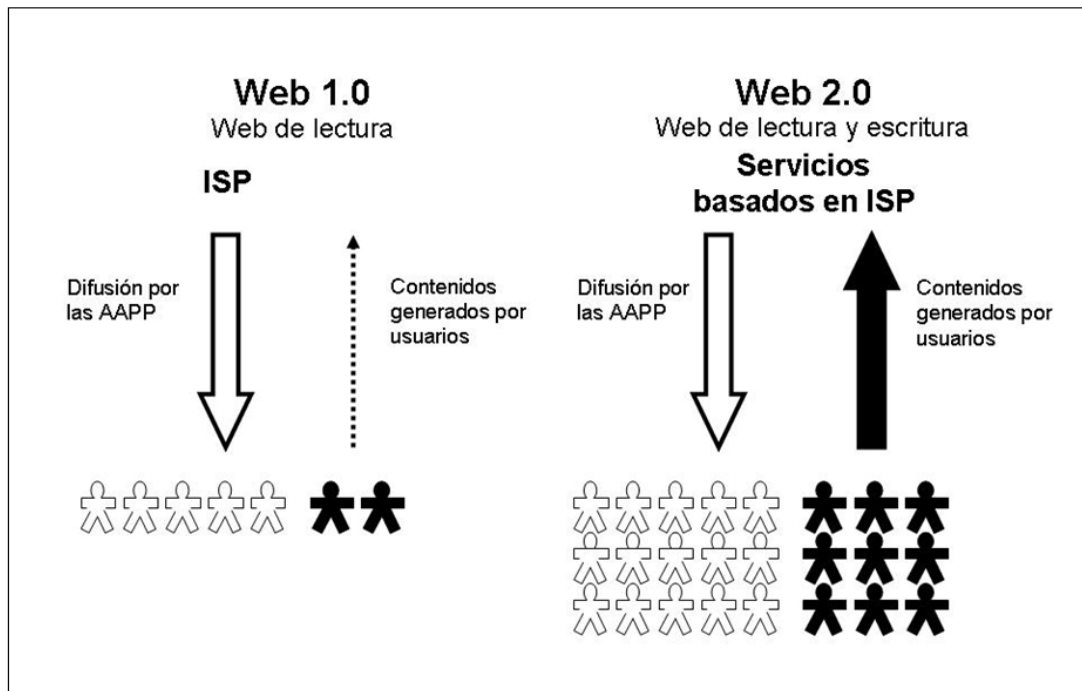 Web 1.0
Web de lectura
ISP
Difusión por
las AAPP
Contenidos
generados por
usuarios
Web 2.0
Web de lectura y escritura
Servicios
basados en ISP
Difusión por
las AAPP
Contenidos
generados por
usuarios